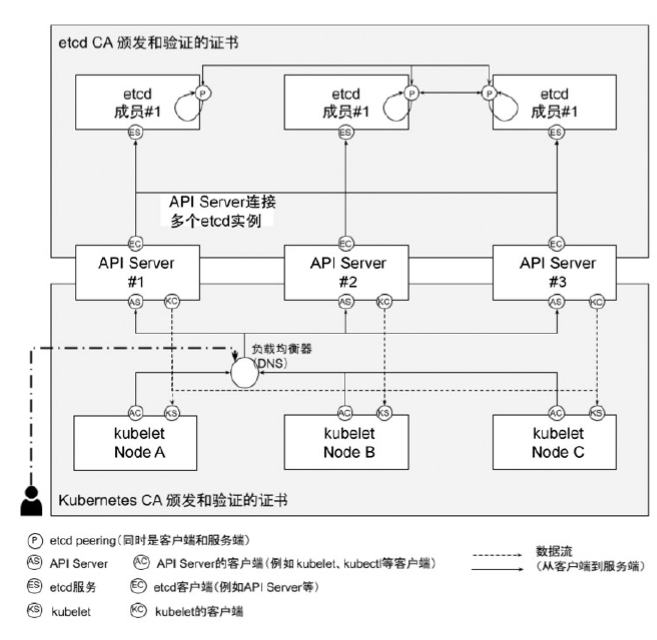 etcd CA 颁发和验证的证书
etcd
成员#1
P
etcd
成员#1
P
P
etcd
成员#1
ES
ES
ES
API Server连接
多个etcd实例
EC
EC
EC
API Server
#1
API Server
#2
API Server
#3
AS
KC
AS
KC
AS
KC
负载均衡器
(DNS)
AC
KS
AC
KS
AC
KS
kubelet
Node A
kubelet
Node B
kubelet
Node C
Kubernetes CA 颁发和验证的证书
P etcd peering(同时是客户端和服务端)
AS API Server
AC API Server的客户端(例如 kubelet、kubectl等客户端)
ES etcd服务
EC etcd客户端(例如API Server等)
KS kubelet
KC kubelet的客户端
数据流
(从客户端到服务端)